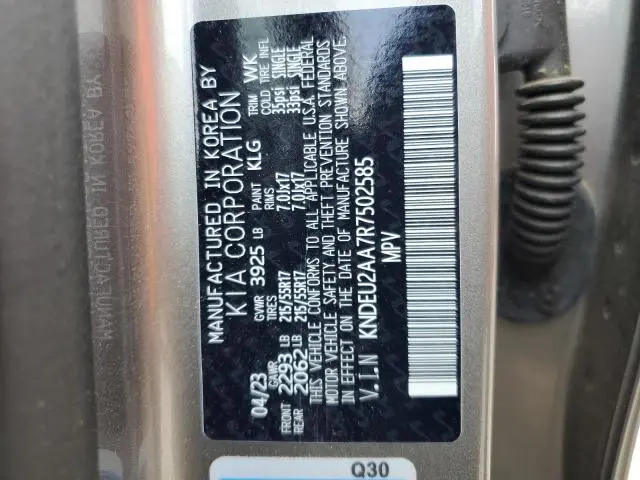 MANUFACTURED IN KOREA BY
KIA CORPORATION
04/23 GVWR 3925 LB PAINT KLG TRIM WK
GAWR TIRES RIMS COLD TIRE INFL
FRONT 2293 LB 215/55R17 7.0Jx17 35psi SINGLE
REAR 2062 LB 215/55R17 7.0Jx17 33psi SINGLE
THIS VEHICLE CONFORMS TO ALL APPLICABLE U.S.A. FEDERAL
MOTOR VEHICLE SAFETY AND THEFT PREVENTION STANDARDS
IN EFFECT ON THE DATE OF MANUFACTURE SHOWN ABOVE.
V.I.N KNDEU2AA7R7502585
MPV
Q30